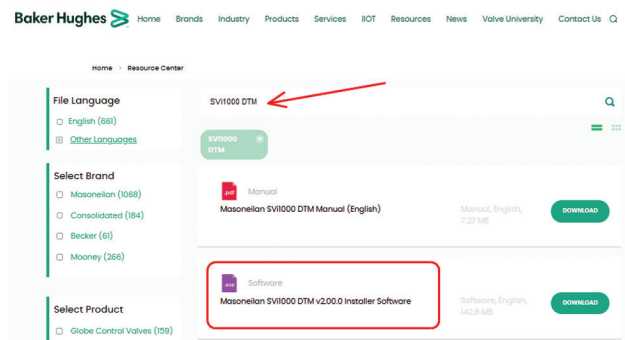 Baker Hughes Home Brands Industry Products Services IIOT Resources News Valve University Contact Us
Home > Resource Center
File Language
English (661)
Other Languages
Select Brand
Masoneilan (1068)
Consolidated (184)
Becker (61)
Mooney (266)
Select Product
Globe Control Valves (159)
SVi1000 DTM
SVI1000
DTM
.pdf Manual
Masoneilan SVi1000 DTM Manual (English)
Manual, English,
7.27 MB
DOWNLOAD
.exe Software
Masoneilan SVi1000 DTM v2.00.0 Installer Software
Software, English,
142.8 MB
DOWNLOAD